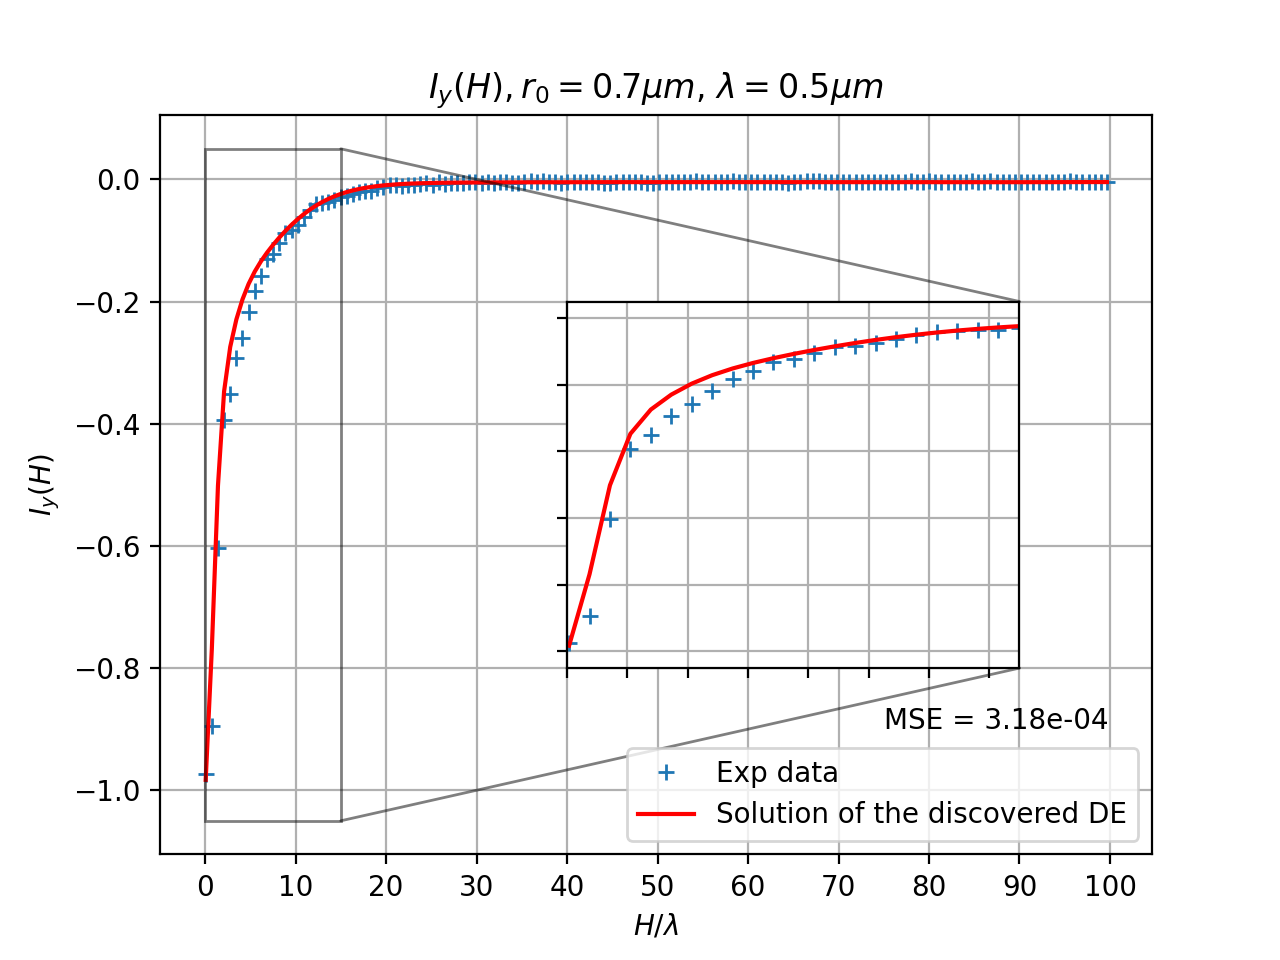 I_y(H), r_0 = 0.7μm, λ = 0.5μm
0.0
−0.2
−0.4
−0.6
−0.8
−1.0
I_y(H)
MSE = 3.18e-04
Exp data
Solution of the discovered DE
0 10 20 30 40 50 60 70 80 90 100
H/λ